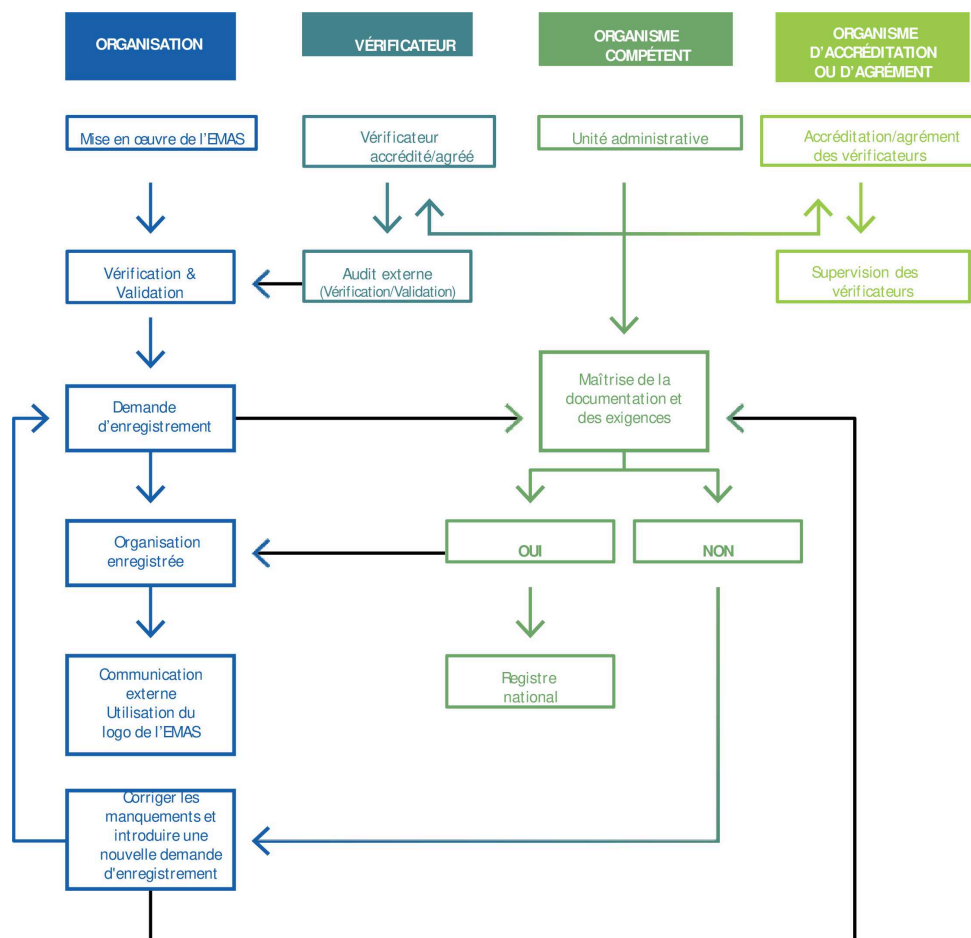 ORGANISATION
VÉRIFICATEUR
ORGANISME
COMPÉTENT
ORGANISME
D'ACCRÉDITATION
OU D'AGRÉMENT
Mise en œuvre de l'EMAS
Vérificateur
accrédité/agréé
Unité administrative
Accréditation/agrément
des vérificateurs
Vérification &
Validation
Audit externe
(Vérification/Validation)
Supervision des
vérificateurs
Demande
d'enregistrement
Maîtrise de la
documentation et
des exigences
Organisation
enregistrée
OUI
NON
Communication
externe
Utilisation du
logo de l'EMAS
Registre
national
Corriger les
manquements et
introduire une
nouvelle demande
d'enregistrement